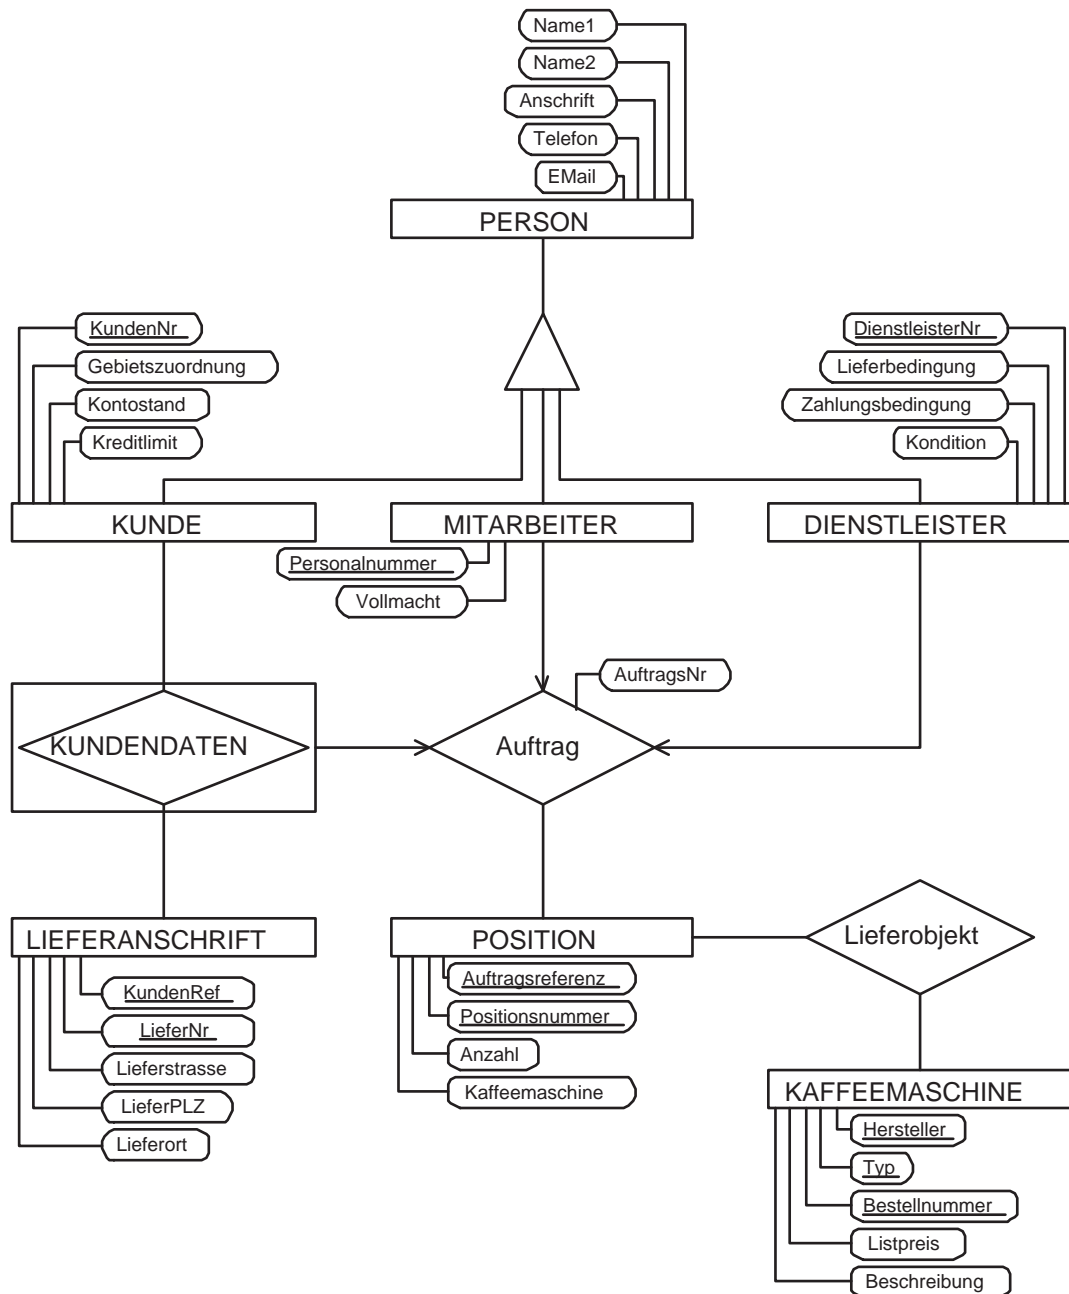 Name1
Name2
Anschrift
Telefon
EMail
PERSON
KundenNr
Gebietszuordnung
Kontostand
Kreditlimit
DienstleisterNr
Lieferbedingung
Zahlungsbedingung
Kondition
KUNDE
MITARBEITER
DIENSTLEISTER
Personalnummer
Vollmacht
AuftragsNr
KUNDENDATEN
Auftrag
LIEFERANSCHRIFT
POSITION
Lieferobjekt
KundenRef
LieferNr
Lieferstrasse
LieferPLZ
Lieferort
Auftragsreferenz
Positionsnummer
Anzahl
Kaffeemaschine
KAFFEEMASCHINE
Hersteller
Typ
Bestellnummer
Listpreis
Beschreibung